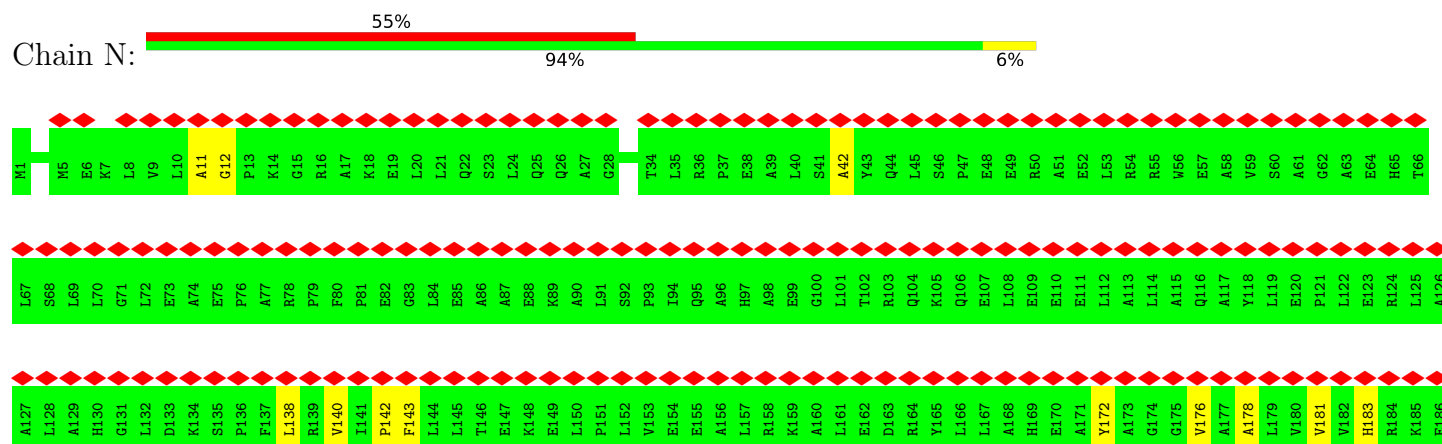 55%
Chain N:
94% 6%
M1 M5 E6 K7 L8 V9 L10 A11 G12 P13 K14 G15 R16 A17 K18 E19 L20 L21 Q22 S23 L24 Q25 Q26 A27 G28 T34 L35 R36 P37 E38 A39 L40 S41 A42 Y43 Q44 L45 S46 P47 E48 E49 R50 A51 E52 L53 R54 R55 W56 E57 A58 V59 S60 A61 G62 A63 E64 H65 T66
L67 S68 L69 L70 G71 L72 E73 A74 E75 P76 A77 R78 P79 F80 P81 E82 G83 L84 E85 A86 A87 E88 K89 A90 L91 S92 P93 I94 Q95 A96 H97 A98 E99 G100 L101 T102 R103 Q104 K105 Q106 E107 L108 E109 E110 E111 L112 A113 L114 A115 Q116 A117 Y118 L119 E120 P121 L122 E123 R124 L125 A126
A127 L128 A129 H130 G131 L132 D133 K134 S135 P136 F137 L138 R139 V140 I141 P142 F143 L144 L145 T146 E147 K148 E149 L150 P151 L152 V153 E154 E155 A156 L157 R158 K159 A160 L161 E162 D163 R164 Y165 L166 L167 A168 H169 E170 A171 Y172 A173 G174 G175 V176 A177 A178 L179 V180 V181 V182 H183 R184 K185 E186